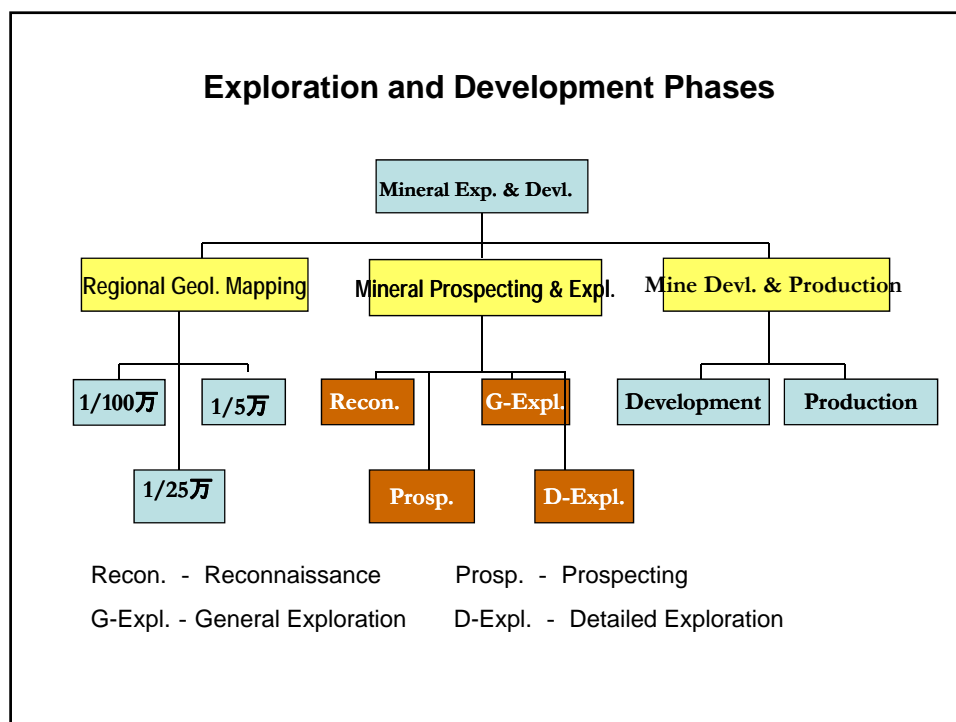 Exploration and Development Phases
Mineral Exp. & Devl.
Regional Geol. Mapping
Mineral Prospecting & Expl.
Mine Devl. & Production
1/100万
1/5万
Recon.
G-Expl.
Development
Production
1/25万
Prosp.
D-Expl.
Recon. - Reconnaissance
Prosp. - Prospecting
G-Expl. - General Exploration
D-Expl. - Detailed Exploration